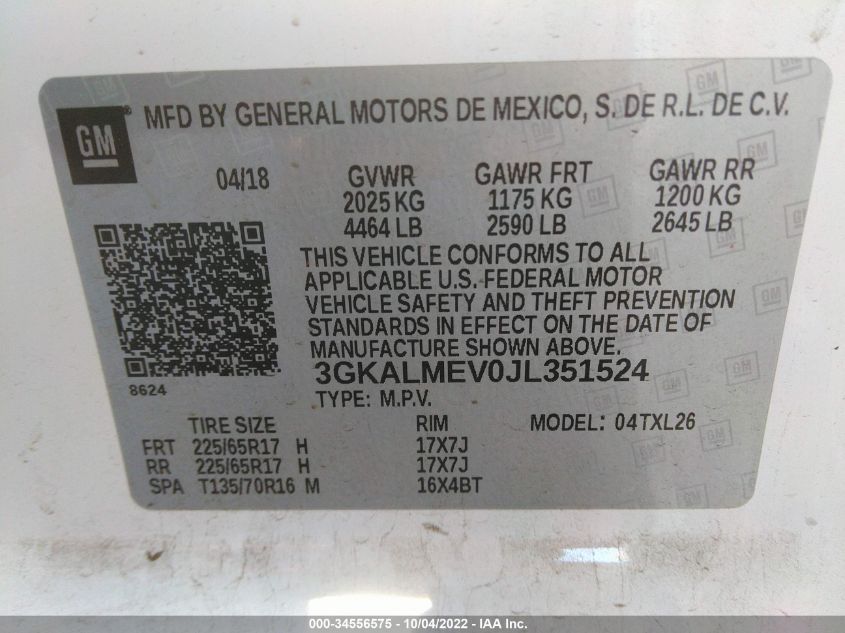 GM
®
MFD BY GENERAL MOTORS DE MEXICO, S. DE R.L. DE C.V.
04/18
GVWR
2025 KG
4464 LB
GAWR FRT
1175 KG
2590 LB
GAWR RR
1200 KG
2645 LB
THIS VEHICLE CONFORMS TO ALL
APPLICABLE U.S. FEDERAL MOTOR
VEHICLE SAFETY AND THEFT PREVENTION
STANDARDS IN EFFECT ON THE DATE OF
MANUFACTURE SHOWN ABOVE.
8624
3GKALMEV0JL351524
TYPE: M.P.V.
TIRE SIZE RIM MODEL: 04TXL26
FRT 225/65R17 H 17X7J
RR 225/65R17 H 17X7J
SPA T135/70R16 M 16X4BT
000-34556575 - 10/04/2022 - IAA Inc.